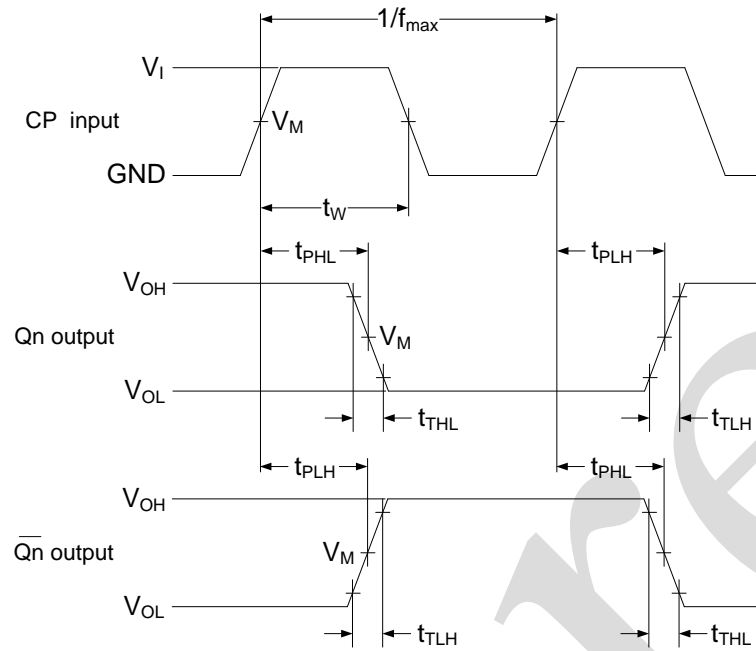 1/fmax
VI
CP input
VM
GND
tW
tPHL
tPLH
VOH
Qn output
VM
VOL
tTHL
tTLH
tPLH
tPHL
VOH
Q̅n output
VM
VOL
tTLH
tTHL
re